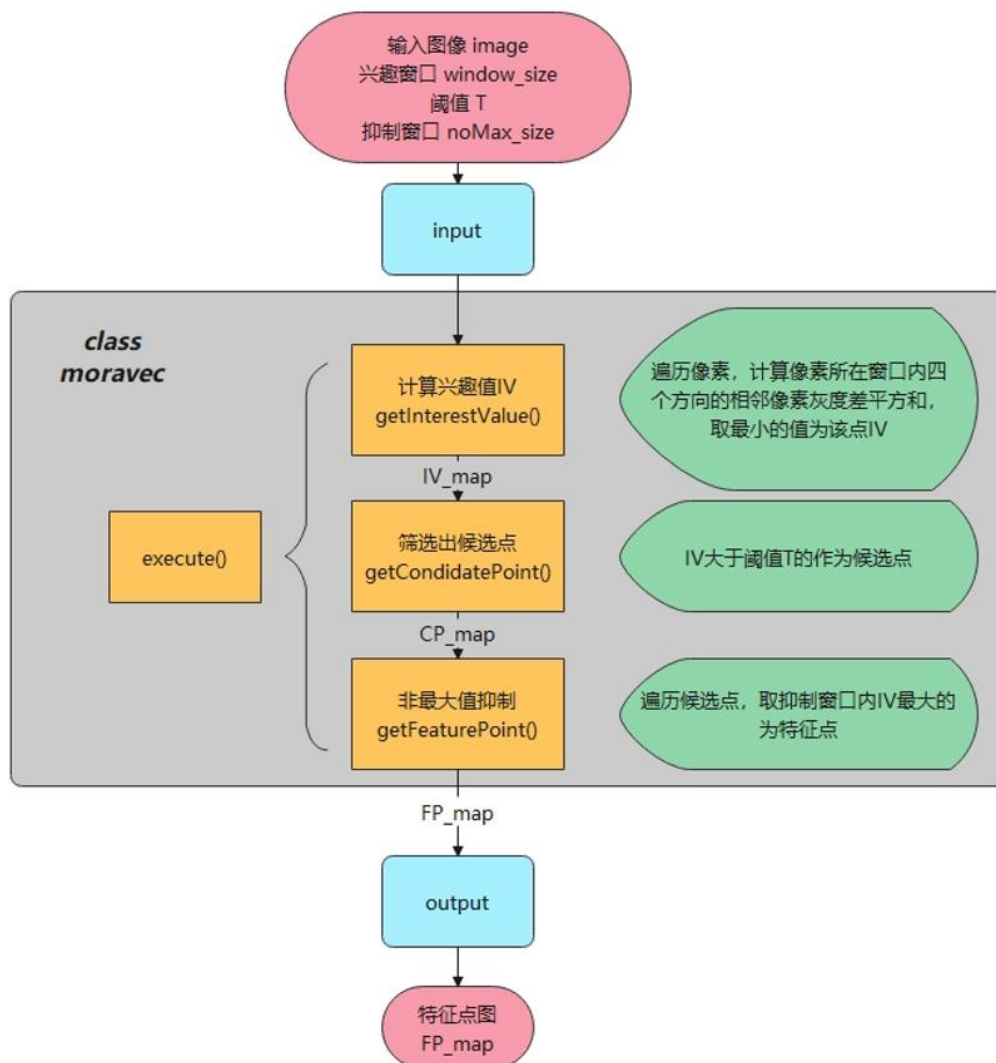 输入图像 image
兴趣窗口 window_size
阈值 T
抑制窗口 noMax_size
input
class
moravec
计算兴趣值IV
getInterestValue()
遍历像素，计算像素所在窗口内四
个方向的相邻像素灰度差平方和，
取最小的值为该点IV
IV_map
execute()
筛选出候选点
getCondidatePoint()
IV大于阈值T的作为候选点
CP_map
非最大值抑制
getFeaturePoint()
遍历候选点，取抑制窗口内IV最大的
为特征点
FP_map
output
特征点图
FP_map